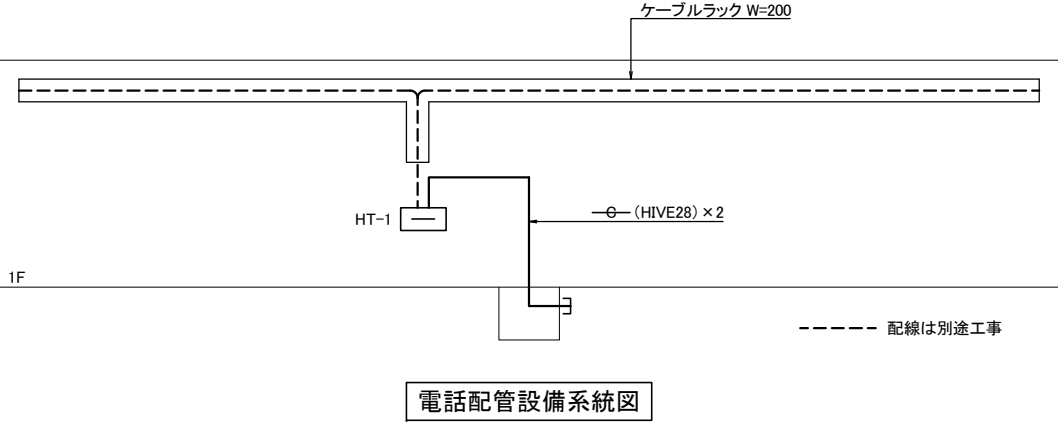 ケーブルラック W=200
HT-1
C (HIVE28)×2
1F
配線は別途工事
電話配管設備系統図